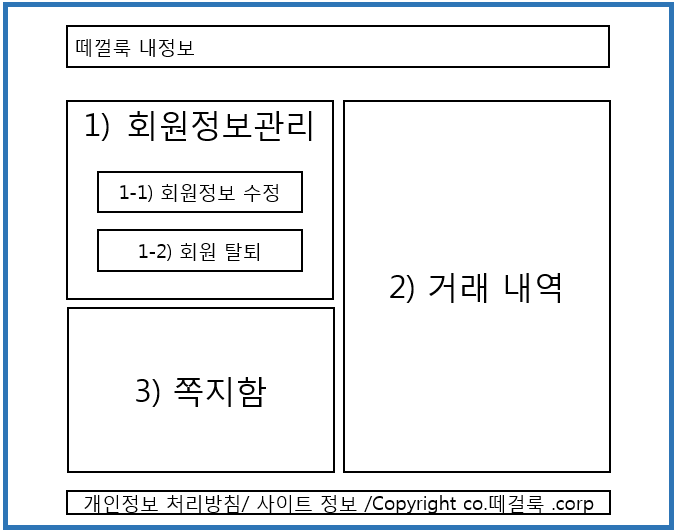 떼껄룩 내정보
1) 회원정보관리
1-1) 회원정보 수정
1-2) 회원 탈퇴
2) 거래 내역
3) 쪽지함
개인정보 처리방침/ 사이트 정보 /Copyright co.떼걸룩 .corp